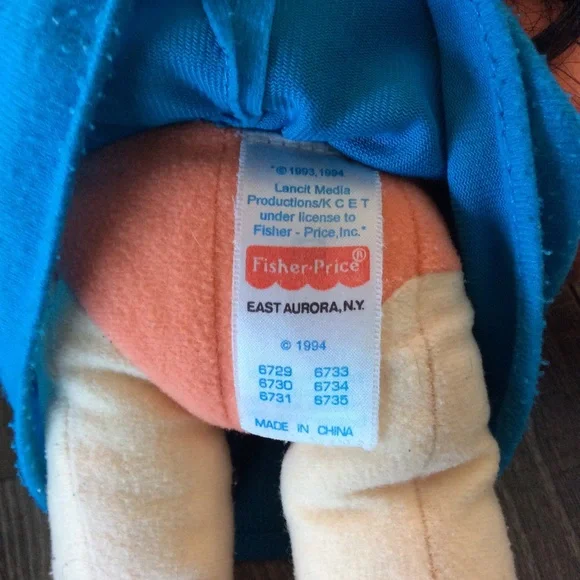 "© 1993, 1994
Lancit Media
Productions/K C E T
under license to
Fisher - Price, Inc."
Fisher-Price®
EAST AURORA, N.Y.
© 1994
6729 6733
6730 6734
6731 6735
MADE IN CHINA